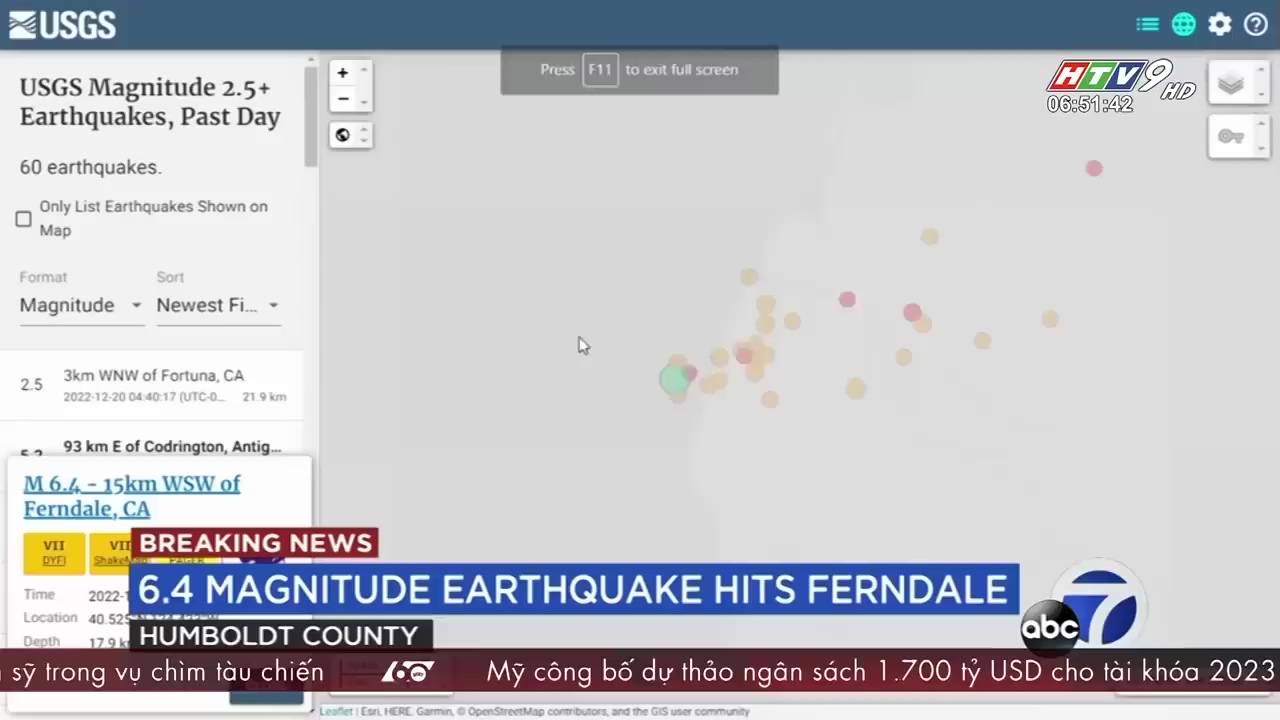 USGS
Press F11 to exit full screen
HTV9 HD
06:51:42
USGS Magnitude 2.5+
Earthquakes, Past Day
60 earthquakes.
Only List Earthquakes Shown on
Map
Format
Sort
Magnitude
Newest Fi...
2.5
3km WNW of Fortuna, CA
2022-12-20 04:40:17 (UTC-0...
21.9 km
93 km E of Codrington, Antig...
M 6.4 - 15km WSW of
Ferndale, CA
VII
DYFI
VII
ShakeMap
PAGER
BREAKING NEWS
6.4 MAGNITUDE EARTHQUAKE HITS FERNDALE
HUMBOLDT COUNTY
Time
2022-1
Location
Depth
17.9
abc 7
sỹ trong vụ chìm tàu chiến
60
Mỹ công bố dự thảo ngân sách 1.700 tỷ USD cho tài khóa 2023
Leaflet | Esri, HERE, Garmin, © OpenStreetMap contributors, and the GIS user community